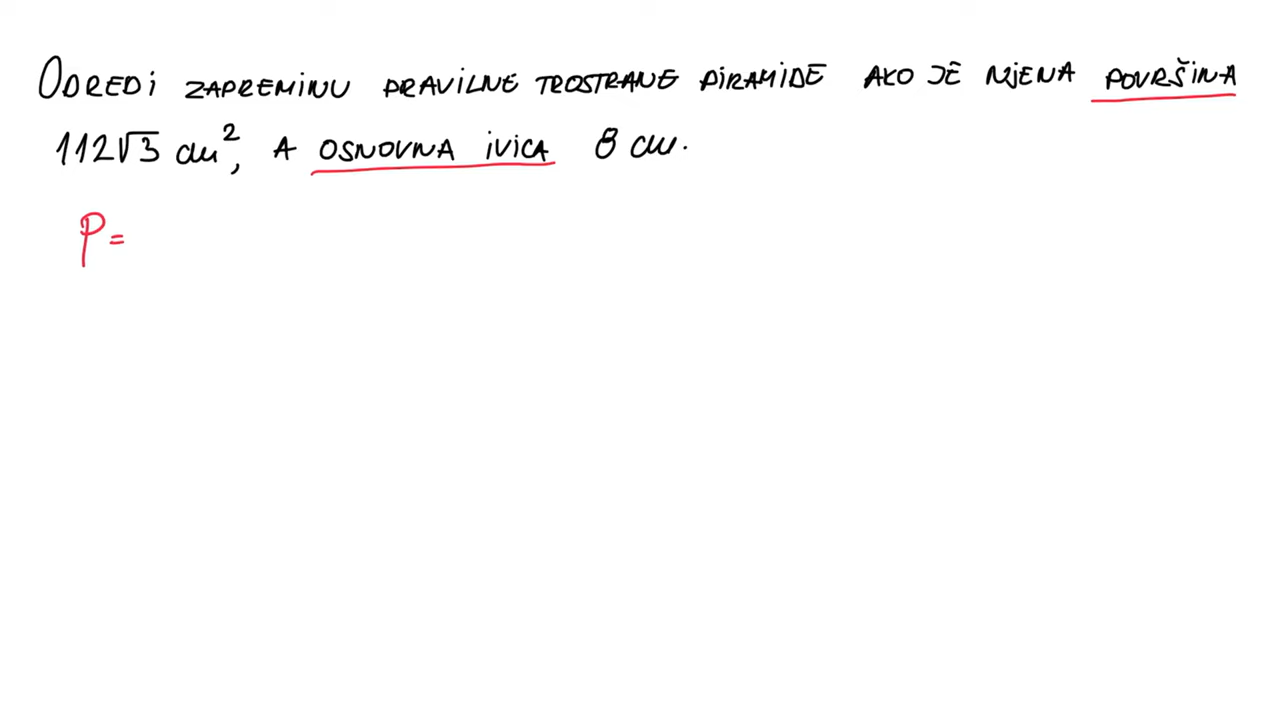 ODREDI ZAPREMINU PRAVILNE TROSTRANE PIRAMIDE AKO JE NJENA POVRŠINA
112√3 cm², A OSNOVNA IVICA 8 cm.
P=